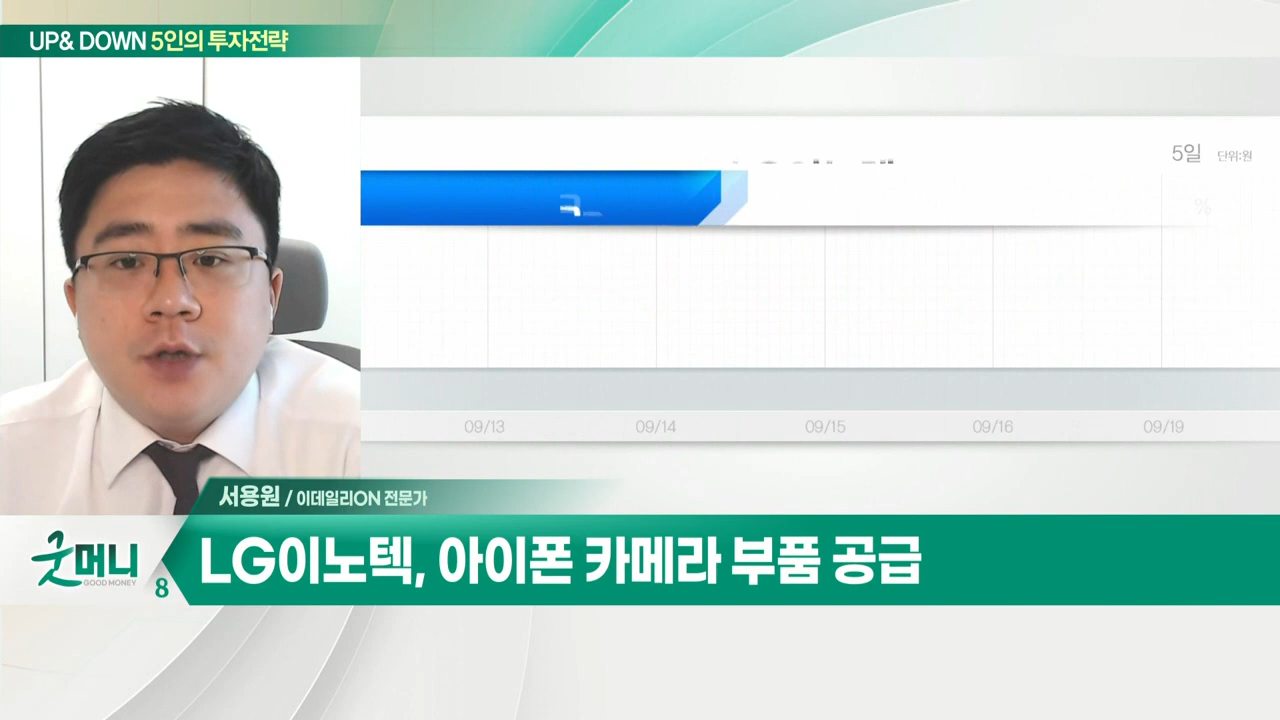 UP& DOWN 5인의 투자전략
5일 단위:원
%
09/13 09/14 09/15 09/16 09/19
서용원 / 이데일리ON 전문가
굿머니
GOOD MONEY
8
LG이노텍, 아이폰 카메라 부품 공급